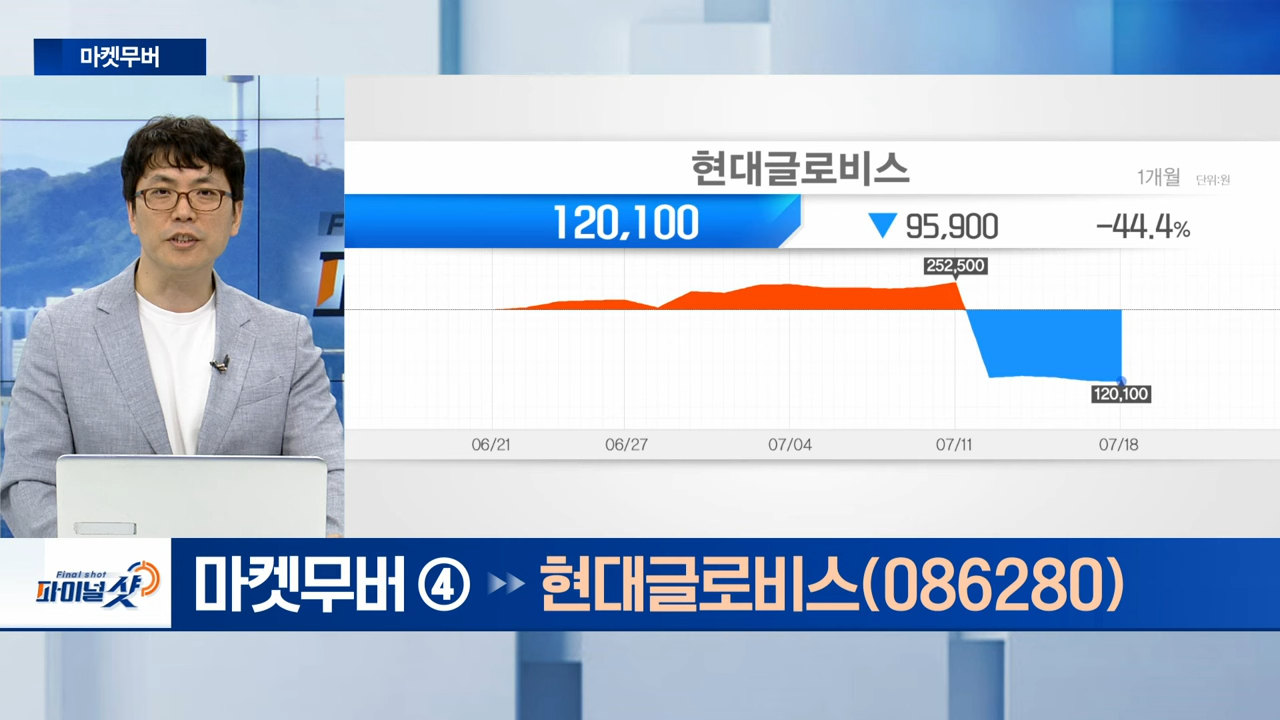 마켓무버
현대글로비스
1개월 단위:원
120,100 ▼ 95,900 -44.4%
252,500
120,100
06/21 06/27 07/04 07/11 07/18
F
Final shot
파이널샷
마켓무버 ④ 현대글로비스(086280)